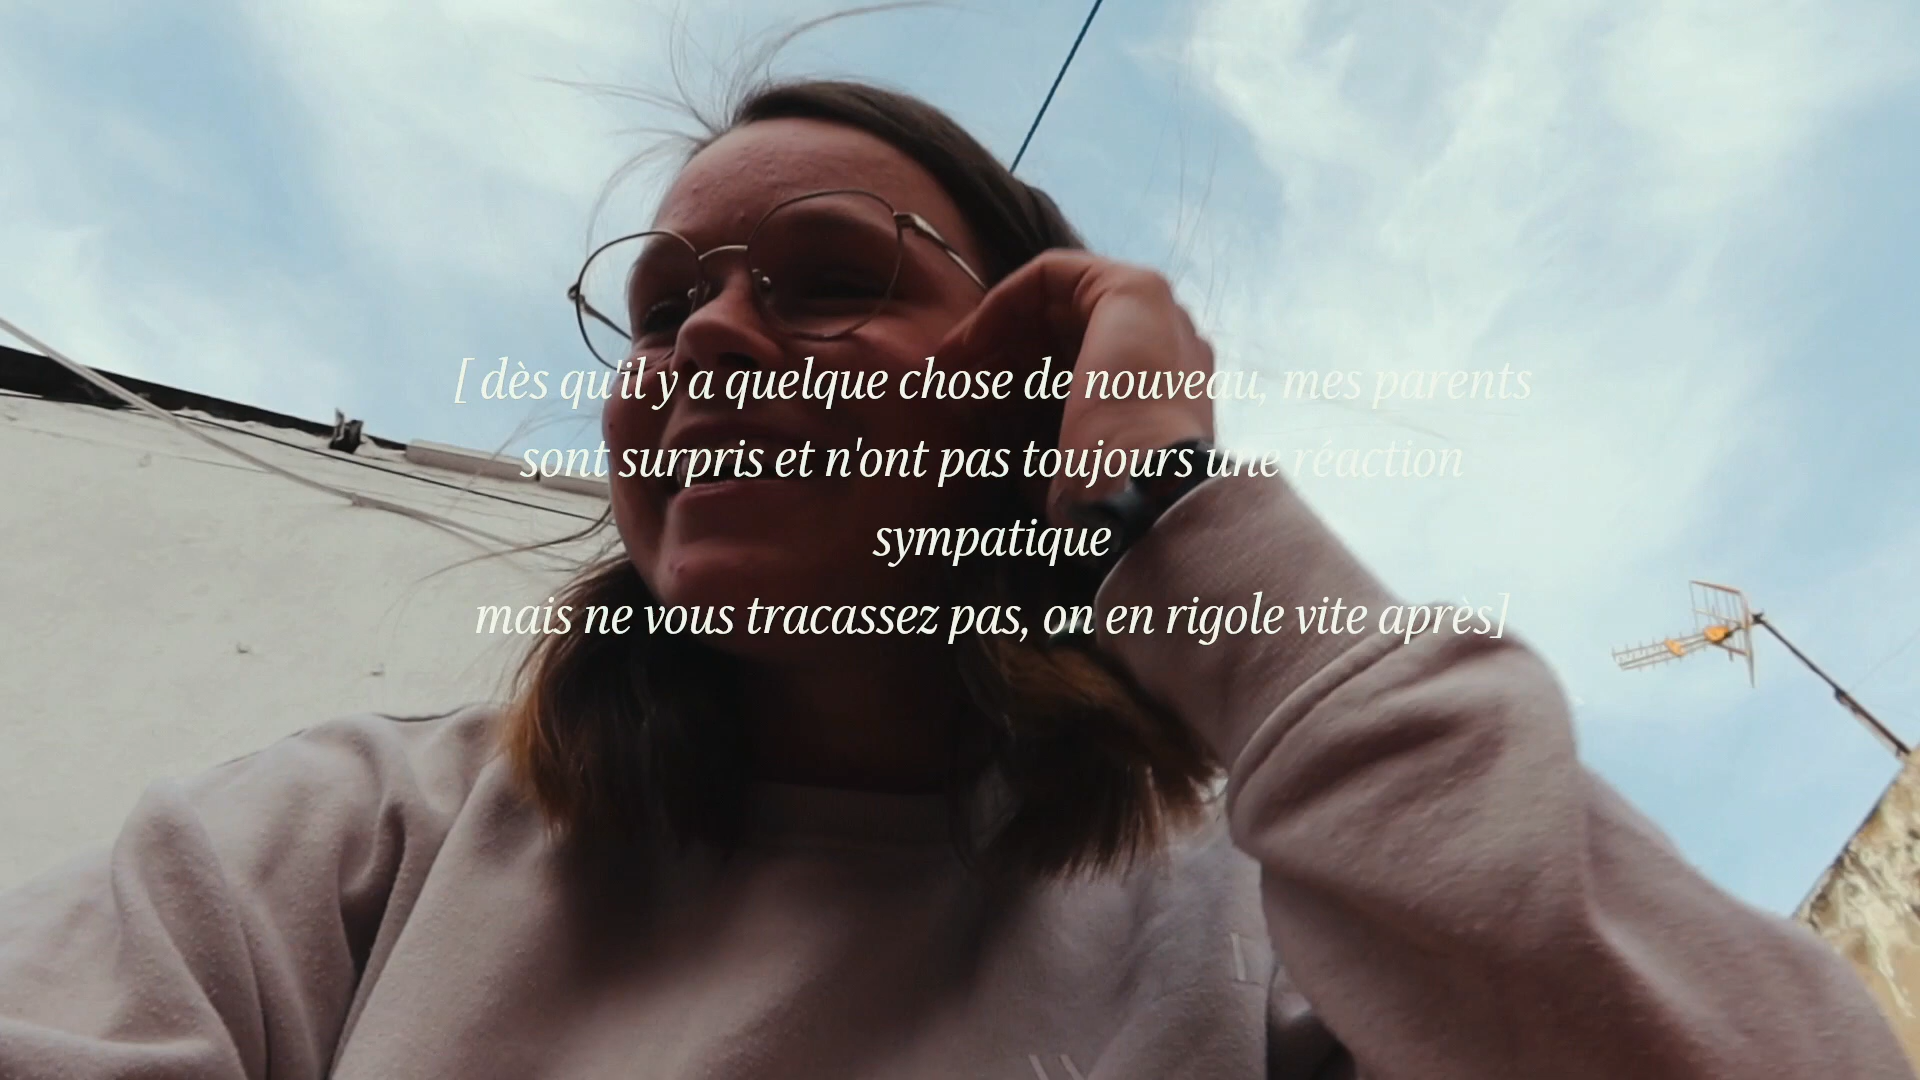 [ dès qu'il y a quelque chose de nouveau, mes parents
sont surpris et n'ont pas toujours une réaction
sympatique
mais ne vous tracassez pas, on en rigole vite après]